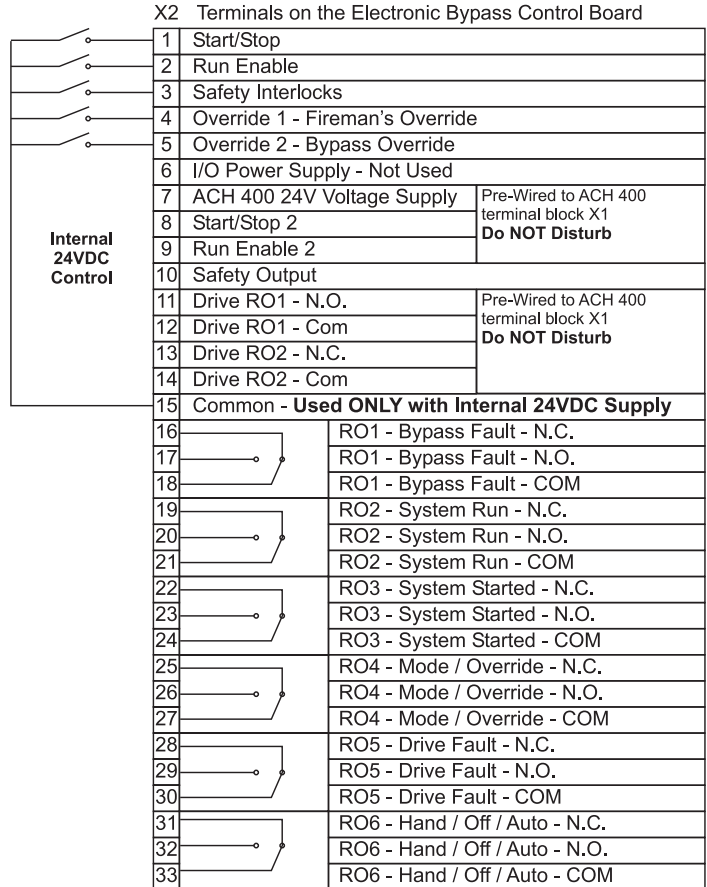 X2 Terminals on the Electronic Bypass Control Board
1 Start/Stop
2 Run Enable
3 Safety Interlocks
4 Override 1 - Fireman's Override
5 Override 2 - Bypass Override
6 I/O Power Supply - Not Used
7 ACH 400 24V Voltage Supply
8 Start/Stop 2
9 Run Enable 2
Pre-Wired to ACH 400
terminal block X1
Do NOT Disturb
Internal
24VDC
Control
10 Safety Output
11 Drive RO1 - N.O.
12 Drive RO1 - Com
13 Drive RO2 - N.C.
14 Drive RO2 - Com
Pre-Wired to ACH 400
terminal block X1
Do NOT Disturb
15 Common - Used ONLY with Internal 24VDC Supply
16 RO1 - Bypass Fault - N.C.
17 RO1 - Bypass Fault - N.O.
18 RO1 - Bypass Fault - COM
19 RO2 - System Run - N.C.
20 RO2 - System Run - N.O.
21 RO2 - System Run - COM
22 RO3 - System Started - N.C.
23 RO3 - System Started - N.O.
24 RO3 - System Started - COM
25 RO4 - Mode / Override - N.C.
26 RO4 - Mode / Override - N.O.
27 RO4 - Mode / Override - COM
28 RO5 - Drive Fault - N.C.
29 RO5 - Drive Fault - N.O.
30 RO5 - Drive Fault - COM
31 RO6 - Hand / Off / Auto - N.C.
32 RO6 - Hand / Off / Auto - N.O.
33 RO6 - Hand / Off / Auto - COM